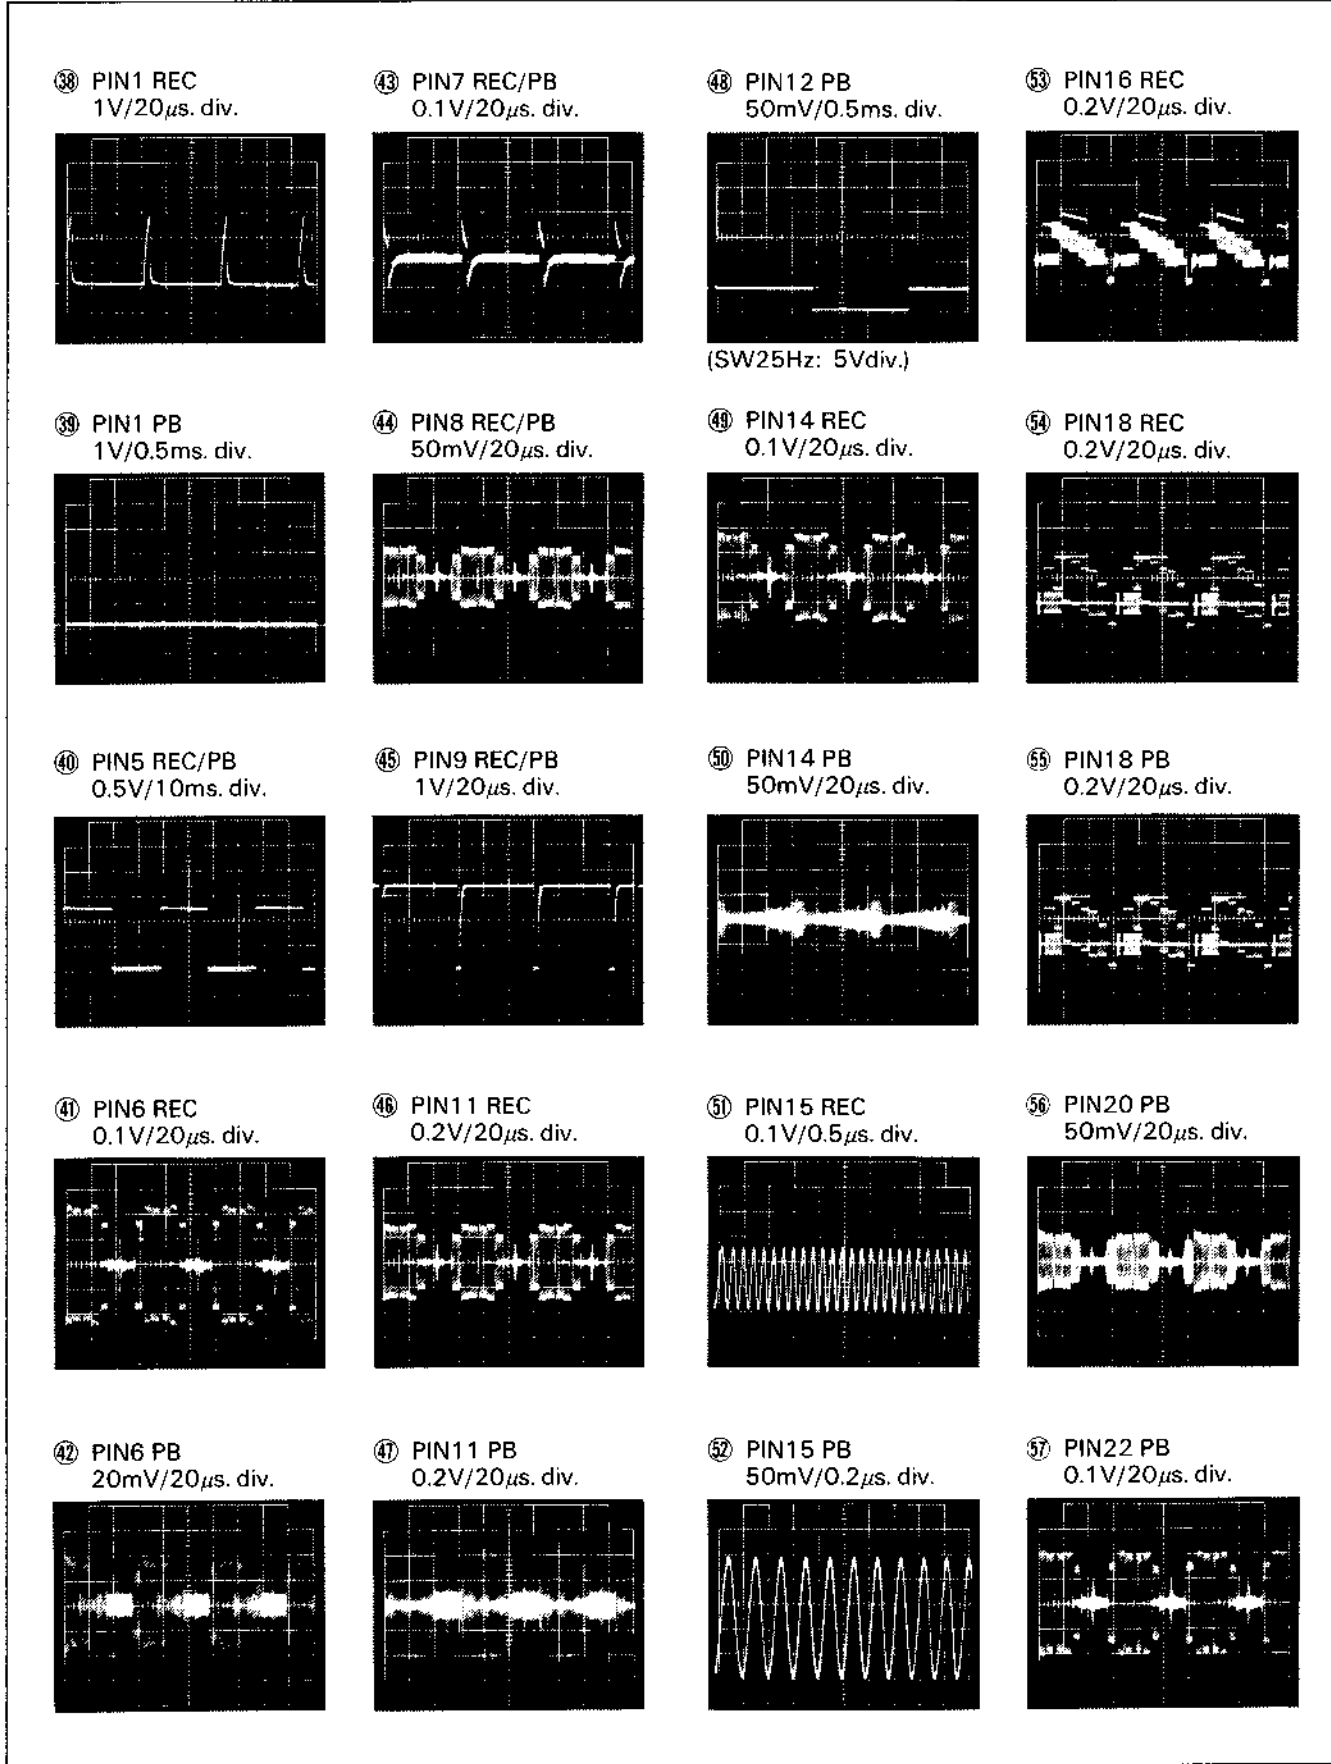 ㊳ PIN1 REC
1V/20μs. div.
㊴ PIN1 PB
1V/0.5ms. div.
㊵ PIN5 REC/PB
0.5V/10ms. div.
㊶ PIN6 REC
0.1V/20μs. div.
㊷ PIN6 PB
20mV/20μs. div.
㊸ PIN7 REC/PB
0.1V/20μs. div.
㊹ PIN8 REC/PB
50mV/20μs. div.
㊺ PIN9 REC/PB
1V/20μs. div.
㊻ PIN11 REC
0.2V/20μs. div.
㊼ PIN11 PB
0.2V/20μs. div.
㊽ PIN12 PB
50mV/0.5ms. div.
(SW25Hz: 5Vdiv.)
㊾ PIN14 REC
0.1V/20μs. div.
㊿ PIN14 PB
50mV/20μs. div.
51 PIN15 REC
0.1V/0.5μs. div.
52 PIN15 PB
50mV/0.2μs. div.
53 PIN16 REC
0.2V/20μs. div.
54 PIN18 REC
0.2V/20μs. div.
55 PIN18 PB
0.2V/20μs. div.
56 PIN20 PB
50mV/20μs. div.
57 PIN22 PB
0.1V/20μs. div.